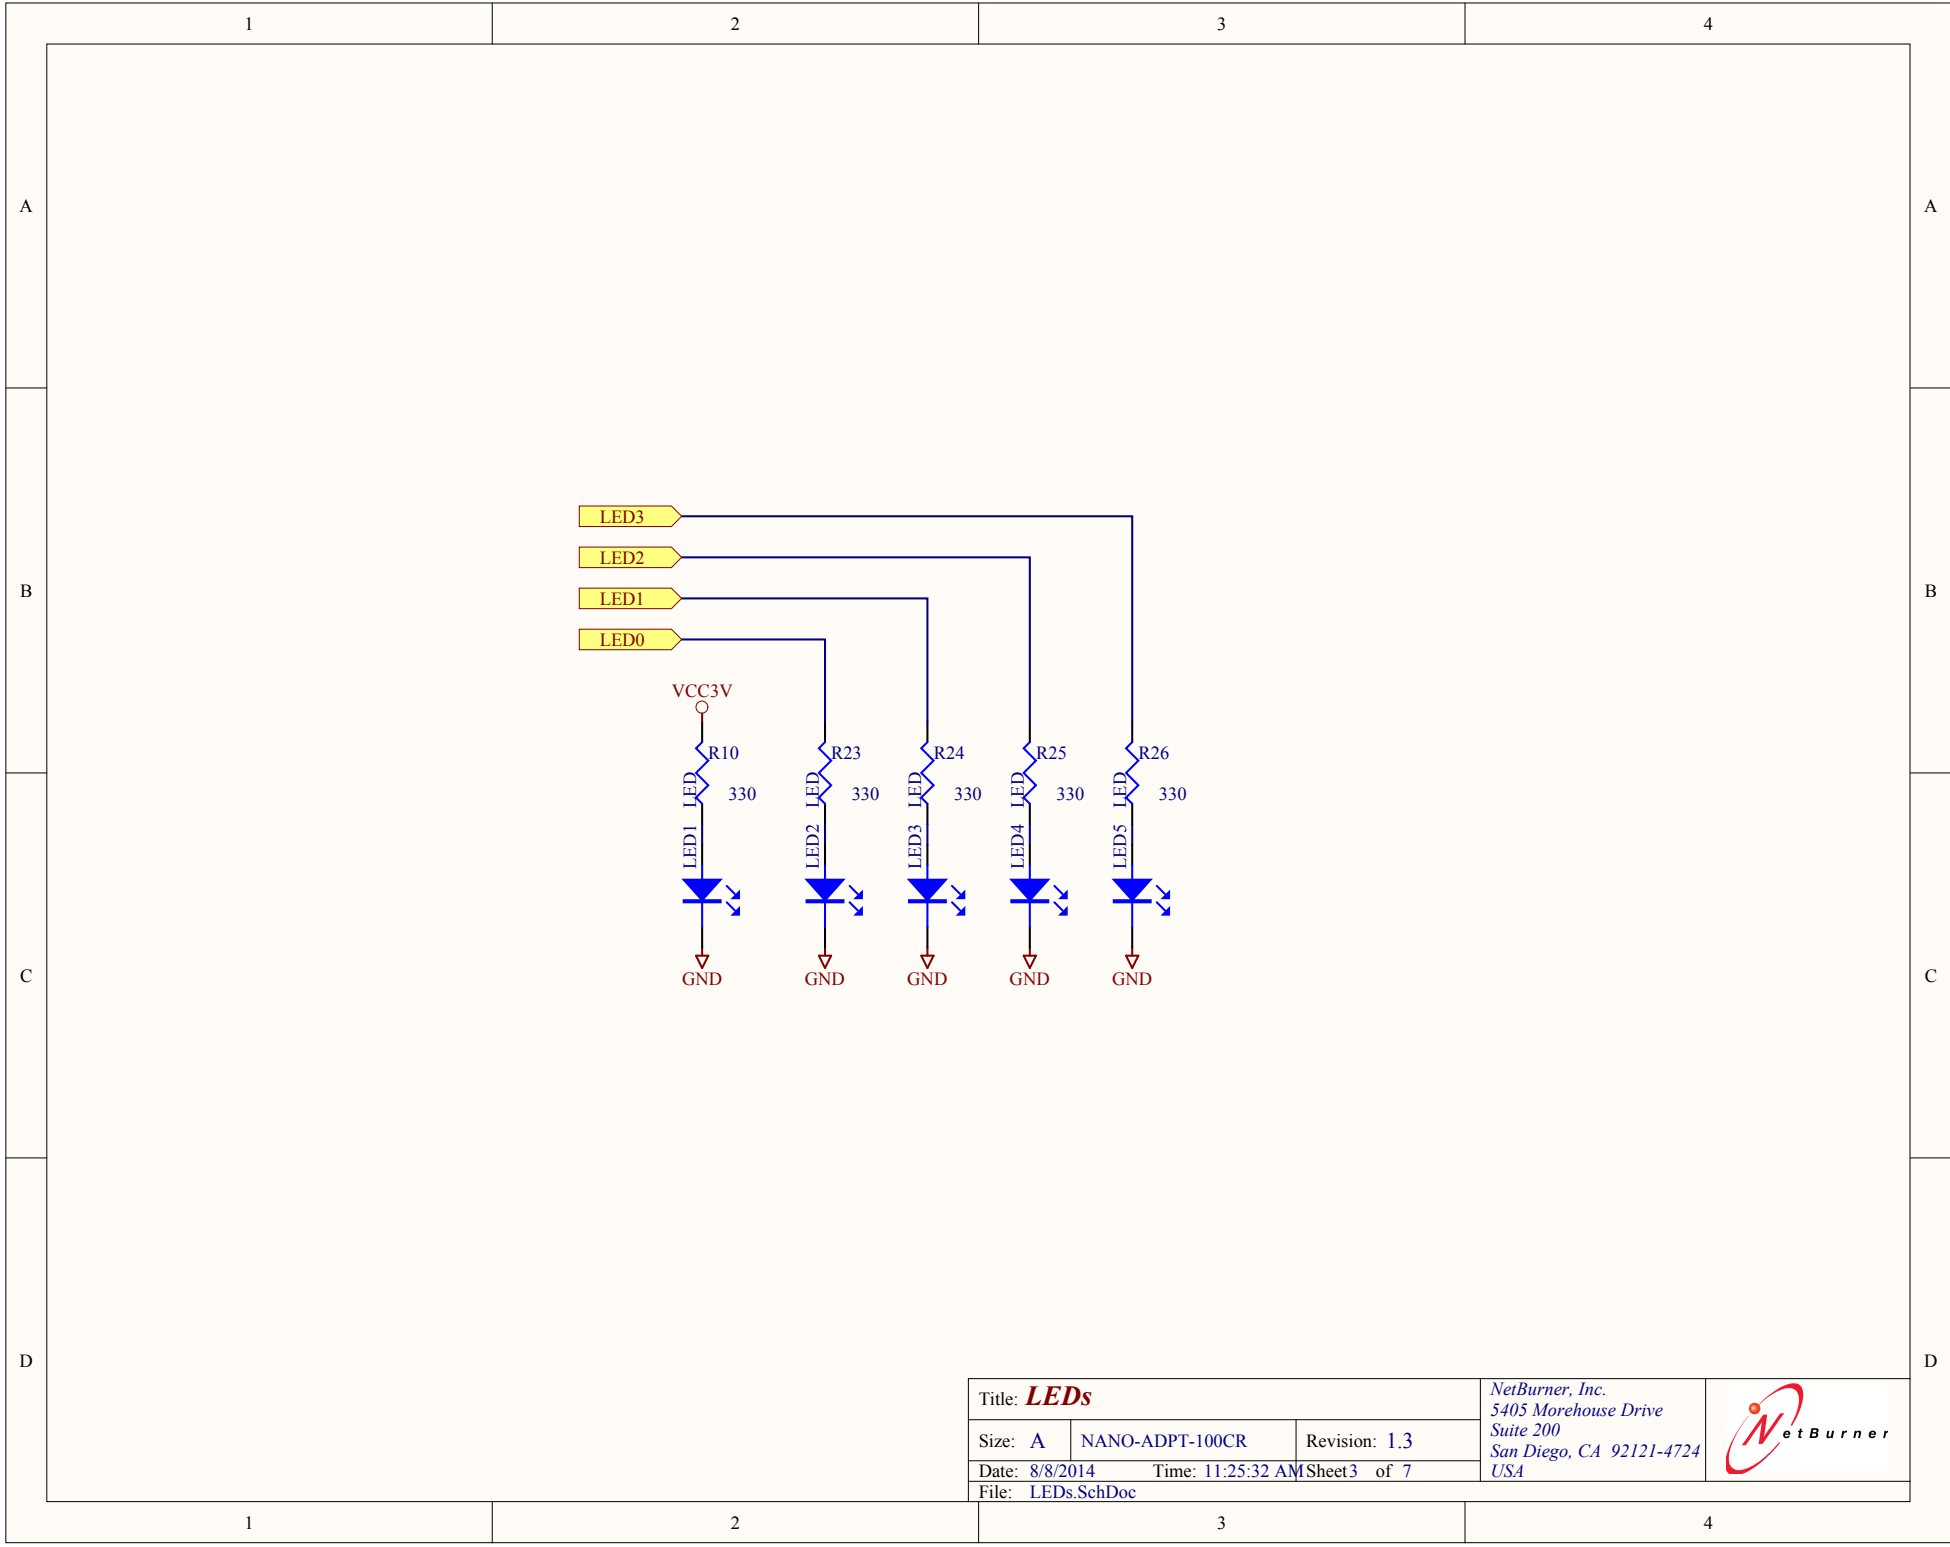 1 2 3 4
A A
LED3
LED2
B B
LED1
LED0
VCC3V
R10 R23 R24 R25 R26
LED LED LED LED LED
330 330 330 330 330
LED1 LED2 LED3 LED4 LED5
GND GND GND GND GND
C C
D D
Title: LEDs
Size: A NANO-ADPT-100CR Revision: 1.3
Date: 8/8/2014 Time: 11:25:32 AM Sheet3 of 7
File: LEDs.SchDoc
NetBurner, Inc.
5405 Morehouse Drive
Suite 200
San Diego, CA 92121-4724
USA
NetBurner
1 2 3 4